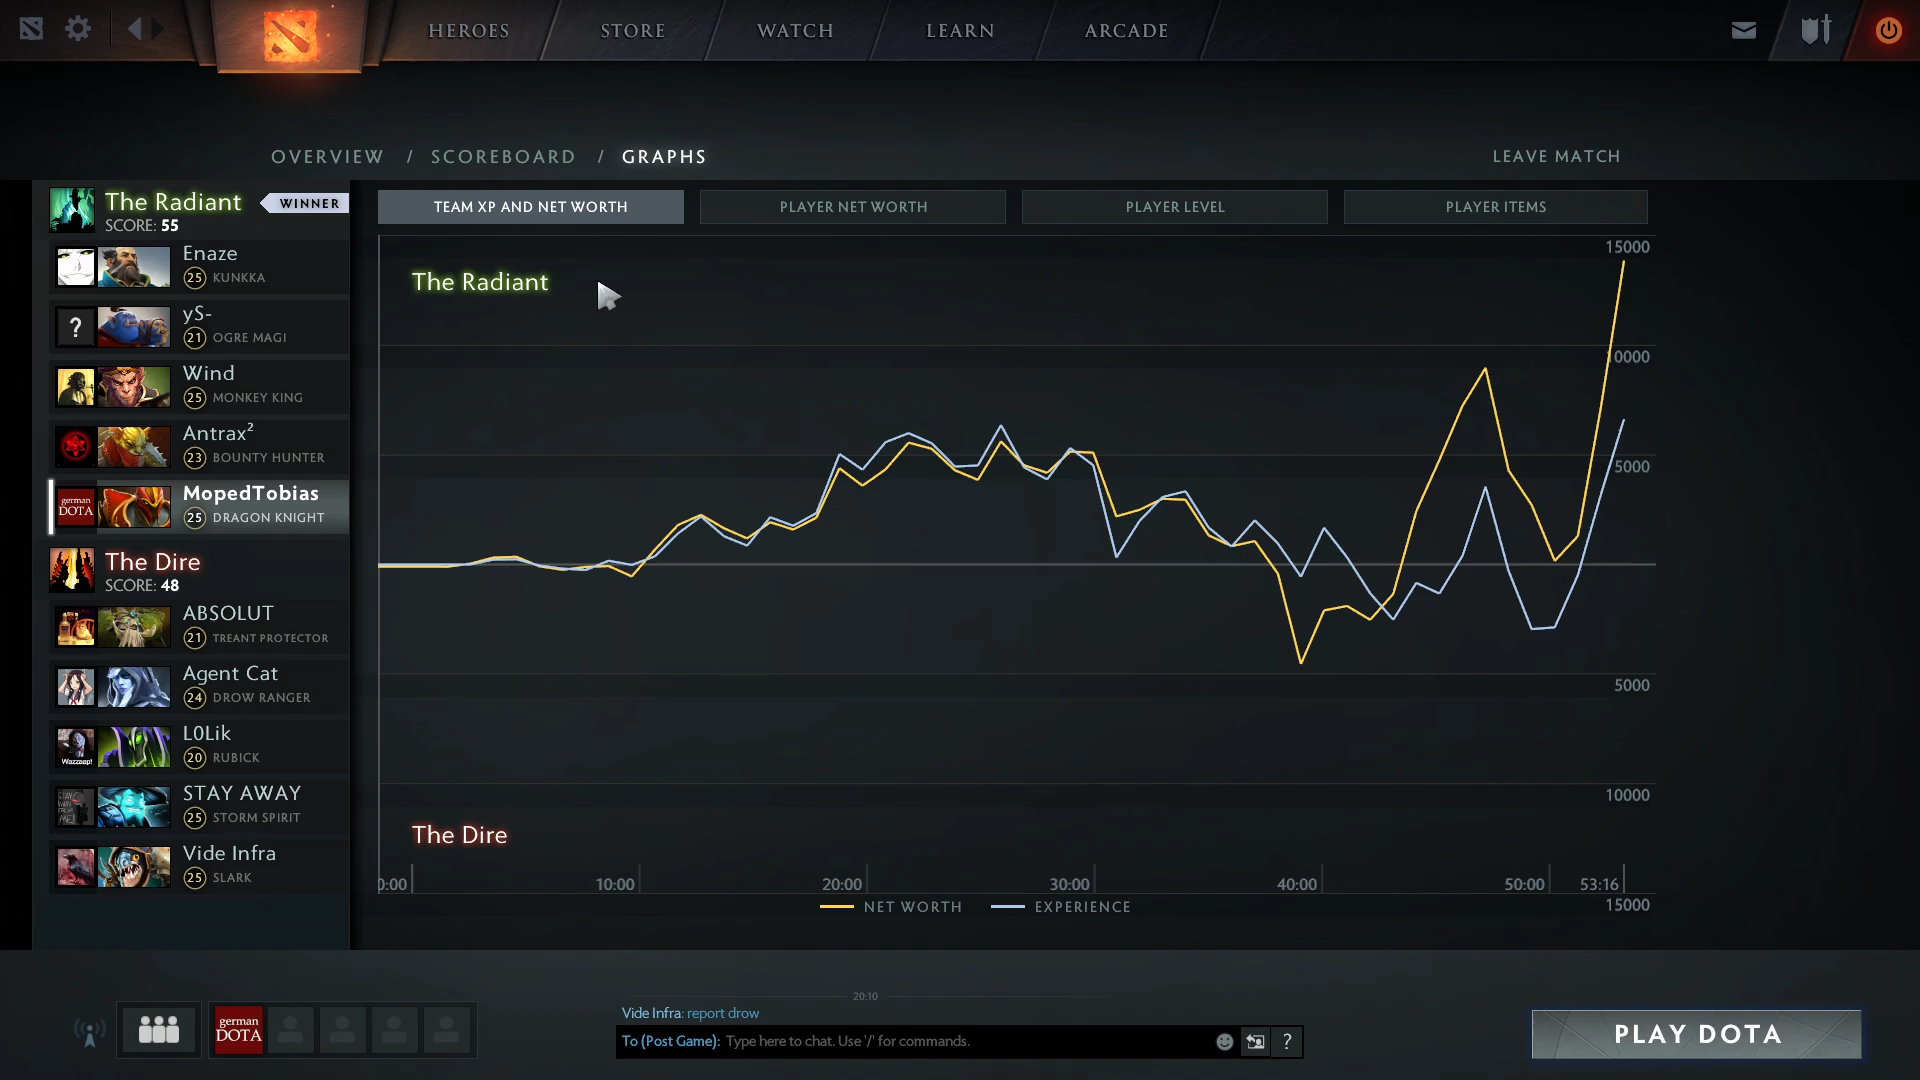 HEROES
STORE
WATCH
LEARN
ARCADE
OVERVIEW / SCOREBOARD / GRAPHS
LEAVE MATCH
The Radiant
WINNER
SCORE: 55
Enaze
25 KUNKKA
?
yS-
21 OGRE MAGI
Wind
25 MONKEY KING
Antrax²
23 BOUNTY HUNTER
german
DOTA
MopedTobias
25 DRAGON KNIGHT
The Dire
SCORE: 48
ABSOLUT
21 TREANT PROTECTOR
Agent Cat
24 DROW RANGER
L0Lik
Wazzaap!
20 RUBICK
STAY AWAY
25 STORM SPIRIT
Vide Infra
25 SLARK
TEAM XP AND NET WORTH
PLAYER NET WORTH
PLAYER LEVEL
PLAYER ITEMS
The Radiant
15000
10000
5000
5000
10000
The Dire
0:00 10:00 20:00 30:00 40:00 50:00 53:16
15000
NET WORTH EXPERIENCE
german
DOTA
20:10
Vide Infra: report drow
To (Post Game): Type here to chat. Use '/' for commands.
?
PLAY DOTA